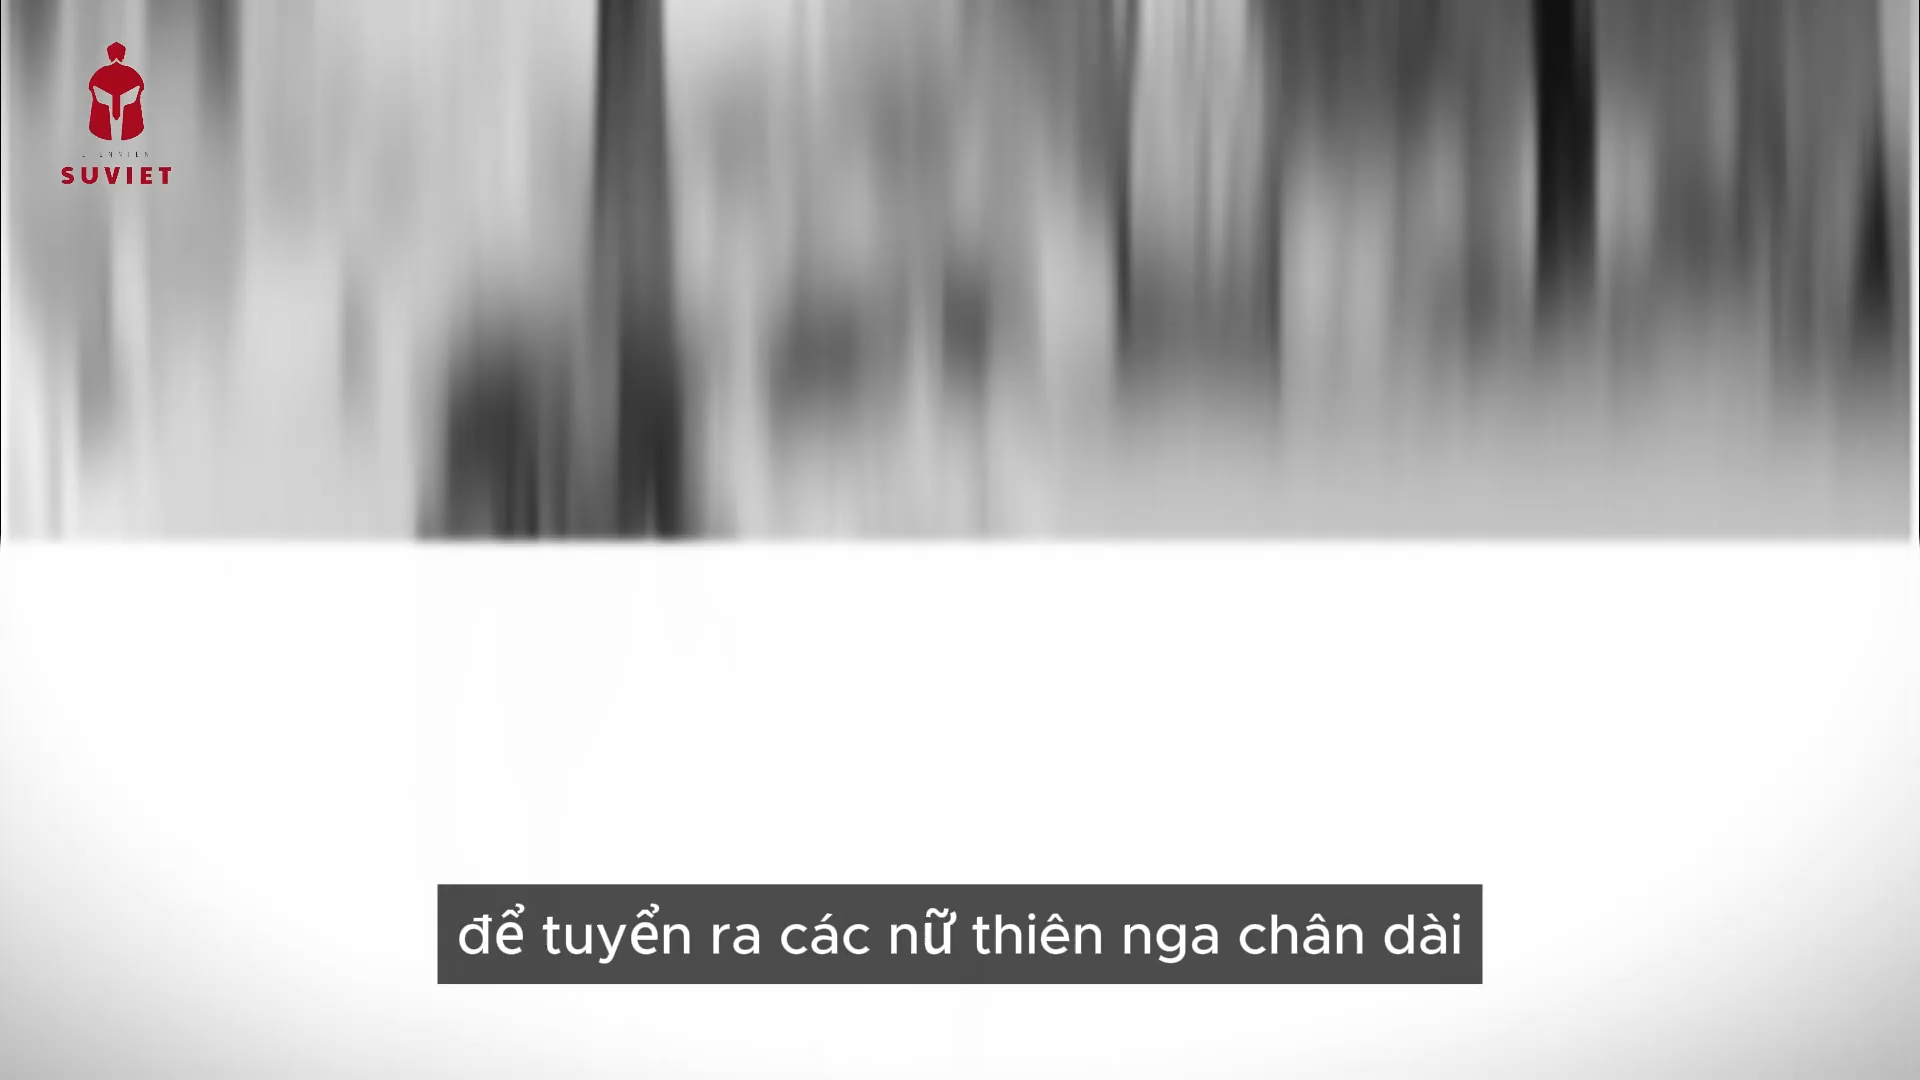 SUVIET
để tuyển ra các nữ thiên nga chân dài